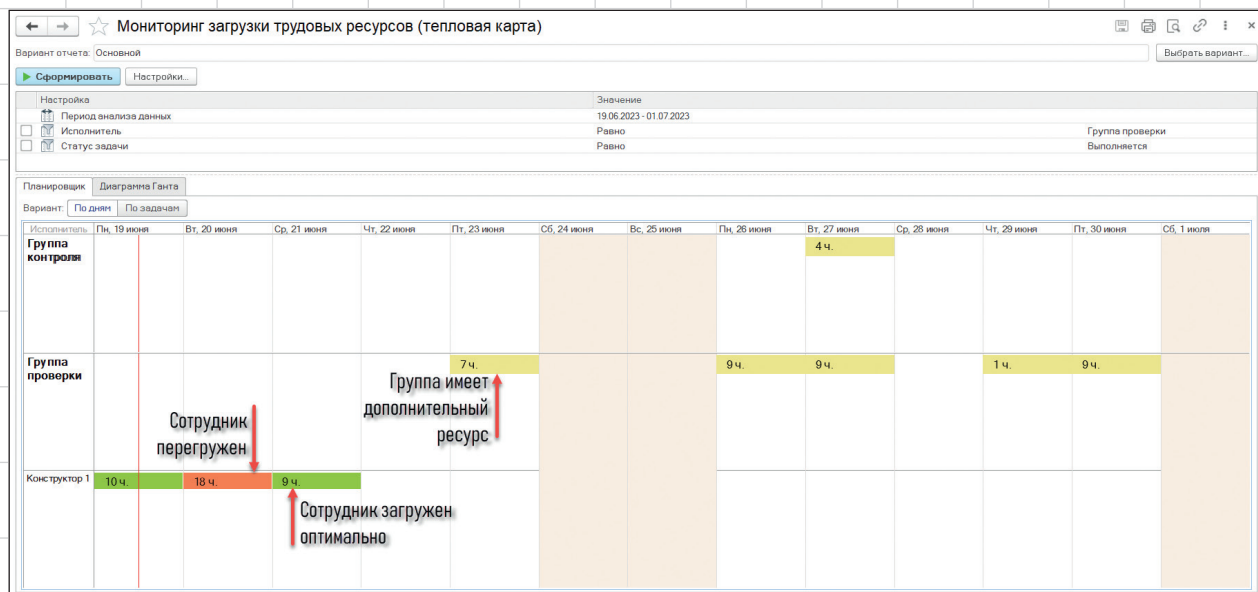 Мониторинг загрузки трудовых ресурсов (тепловая карта)
Вариант отчета: Основной
Выбрать вариант...
Сформировать Настройки...
Настройка Значение
Период анализа данных 19.06.2023 - 01.07.2023
Исполнитель Равно Группа проверки
Статус задачи Равно Выполняется
Планировщик Диаграмма Ганта
Вариант: По дням По задачам
Исполнитель Пн, 19 июня Вт, 20 июня Ср, 21 июня Чт, 22 июня Пт, 23 июня Сб, 24 июня Вс, 25 июня Пн, 26 июня Вт, 27 июня Ср, 28 июня Чт, 29 июня Пт, 30 июня Сб, 1 июля
Группа
контроля
4 ч.
Группа
проверки
7 ч. 9 ч. 9 ч. 1 ч. 9 ч.
Группа имеет
дополнительный
ресурс
Сотрудник
перегружен
Конструктор 1 10 ч. 18 ч. 9 ч.
Сотрудник загружен
оптимально